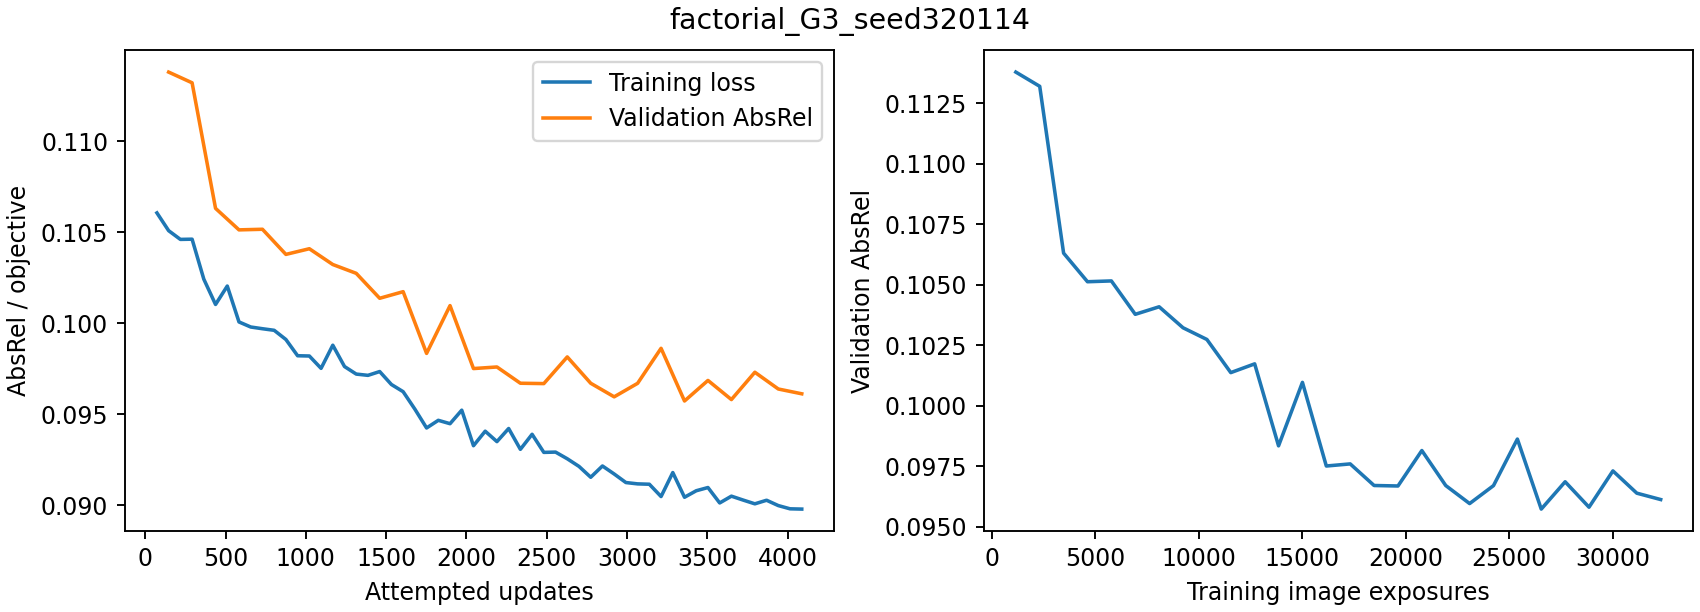 factorial_G3_seed320114
AbsRel / objective
0.110
0.105
0.100
0.095
0.090
Training loss
Validation AbsRel
0 500 1000 1500 2000 2500 3000 3500 4000
Attempted updates
Validation AbsRel
0.1125
0.1100
0.1075
0.1050
0.1025
0.1000
0.0975
0.0950
0 5000 10000 15000 20000 25000 30000
Training image exposures